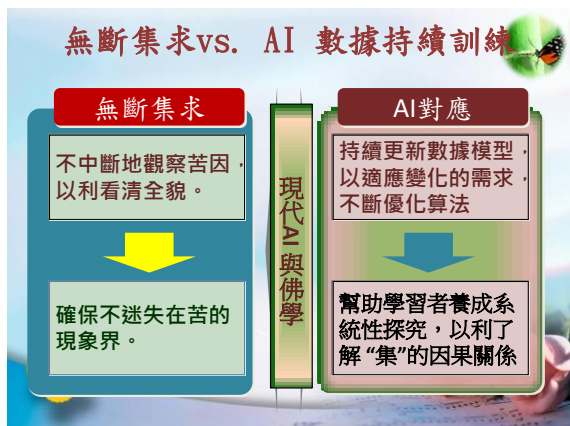 無斷集求vs. AI 數據持續訓練
無斷集求
不中斷地觀察苦因，
以利看清全貌。
確保不迷失在苦的
現象界。
現代AI 與佛學
AI對應
持續更新數據模型，
以適應變化的需求，
不斷優化算法
幫助學習者養成系
統性探究，以利了
解 “集”的因果關係